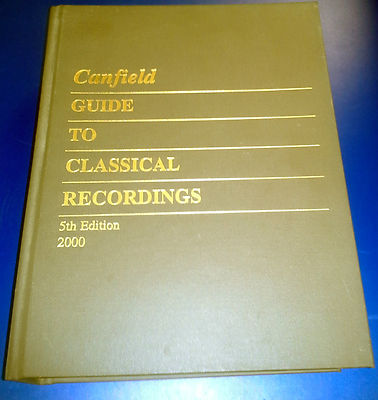 Canfield
GUIDE
TO
CLASSICAL
RECORDINGS
5th Edition
2000